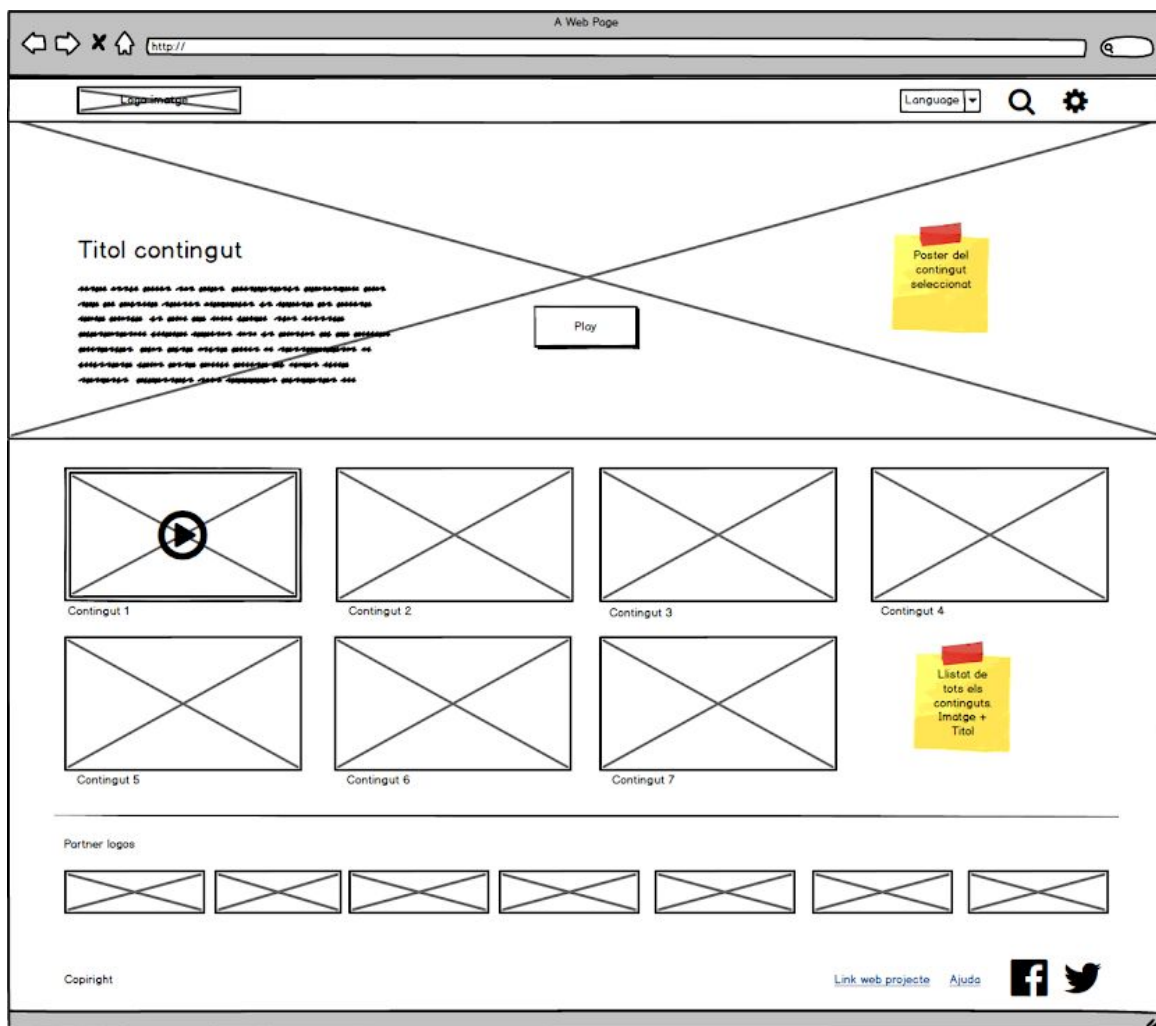 A Web Page
http://
Logo imatge
Language
Titol contingut
Play
Poster del
contingut
seleccionat
Contingut 1
Contingut 2
Contingut 3
Contingut 4
Contingut 5
Contingut 6
Contingut 7
Llistat de
tots els
continguts.
Imatge +
Titol
Partner logos
Copiright
Link web projecte
Ajuda